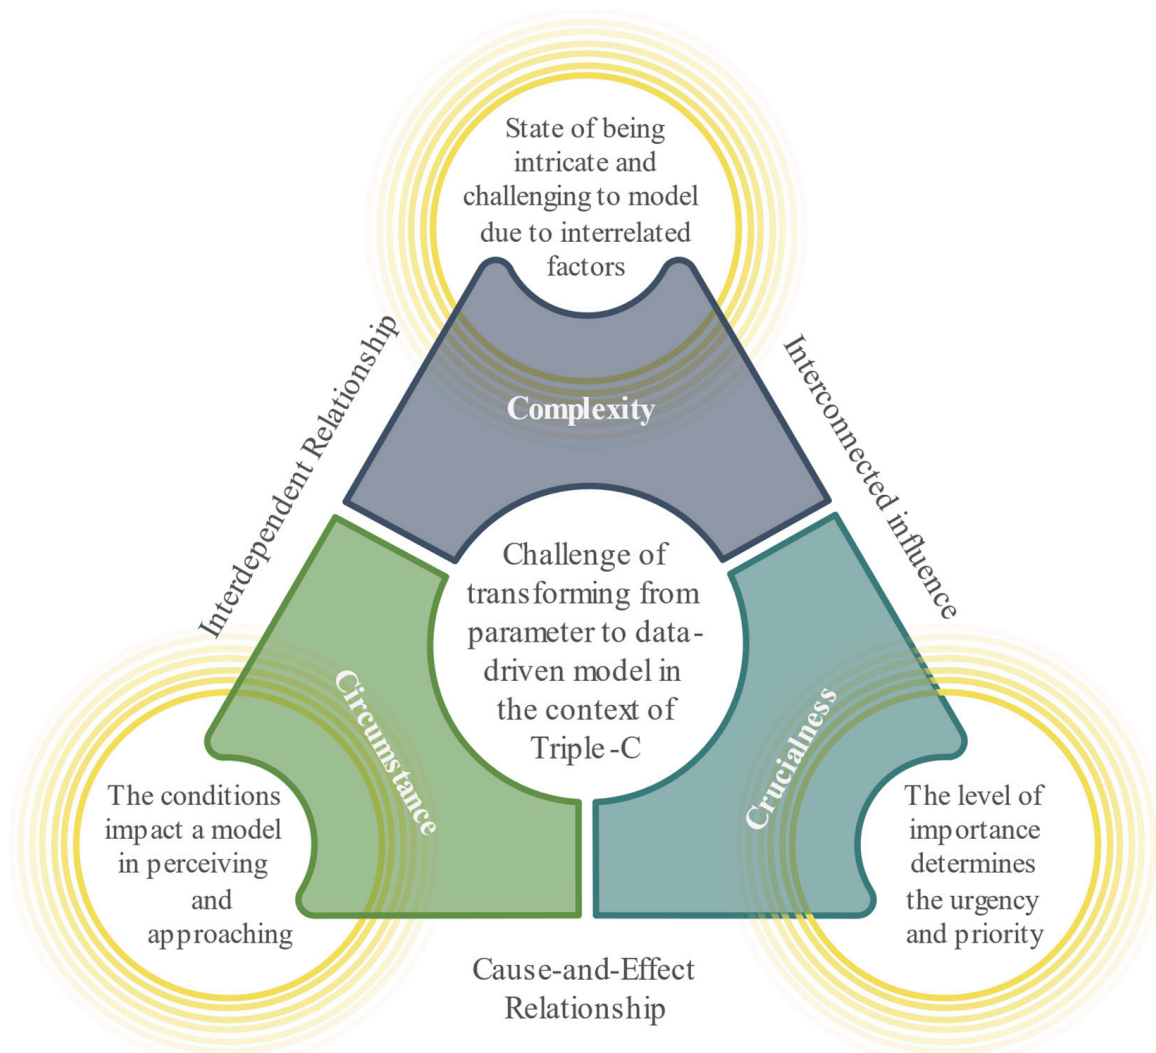 State of being
intricate and
challenging to model
due to interrelated
factors
Complexity
Interdependent Relationship
Interconnected influence
Challenge of
transforming from
parameter to data-
driven model in
the context of
Triple-C
Circumstance
Crucialness
The conditions
impact a model
in perceiving
and
approaching
The level of
importance
determines
the urgency
and priority
Cause-and-Effect
Relationship